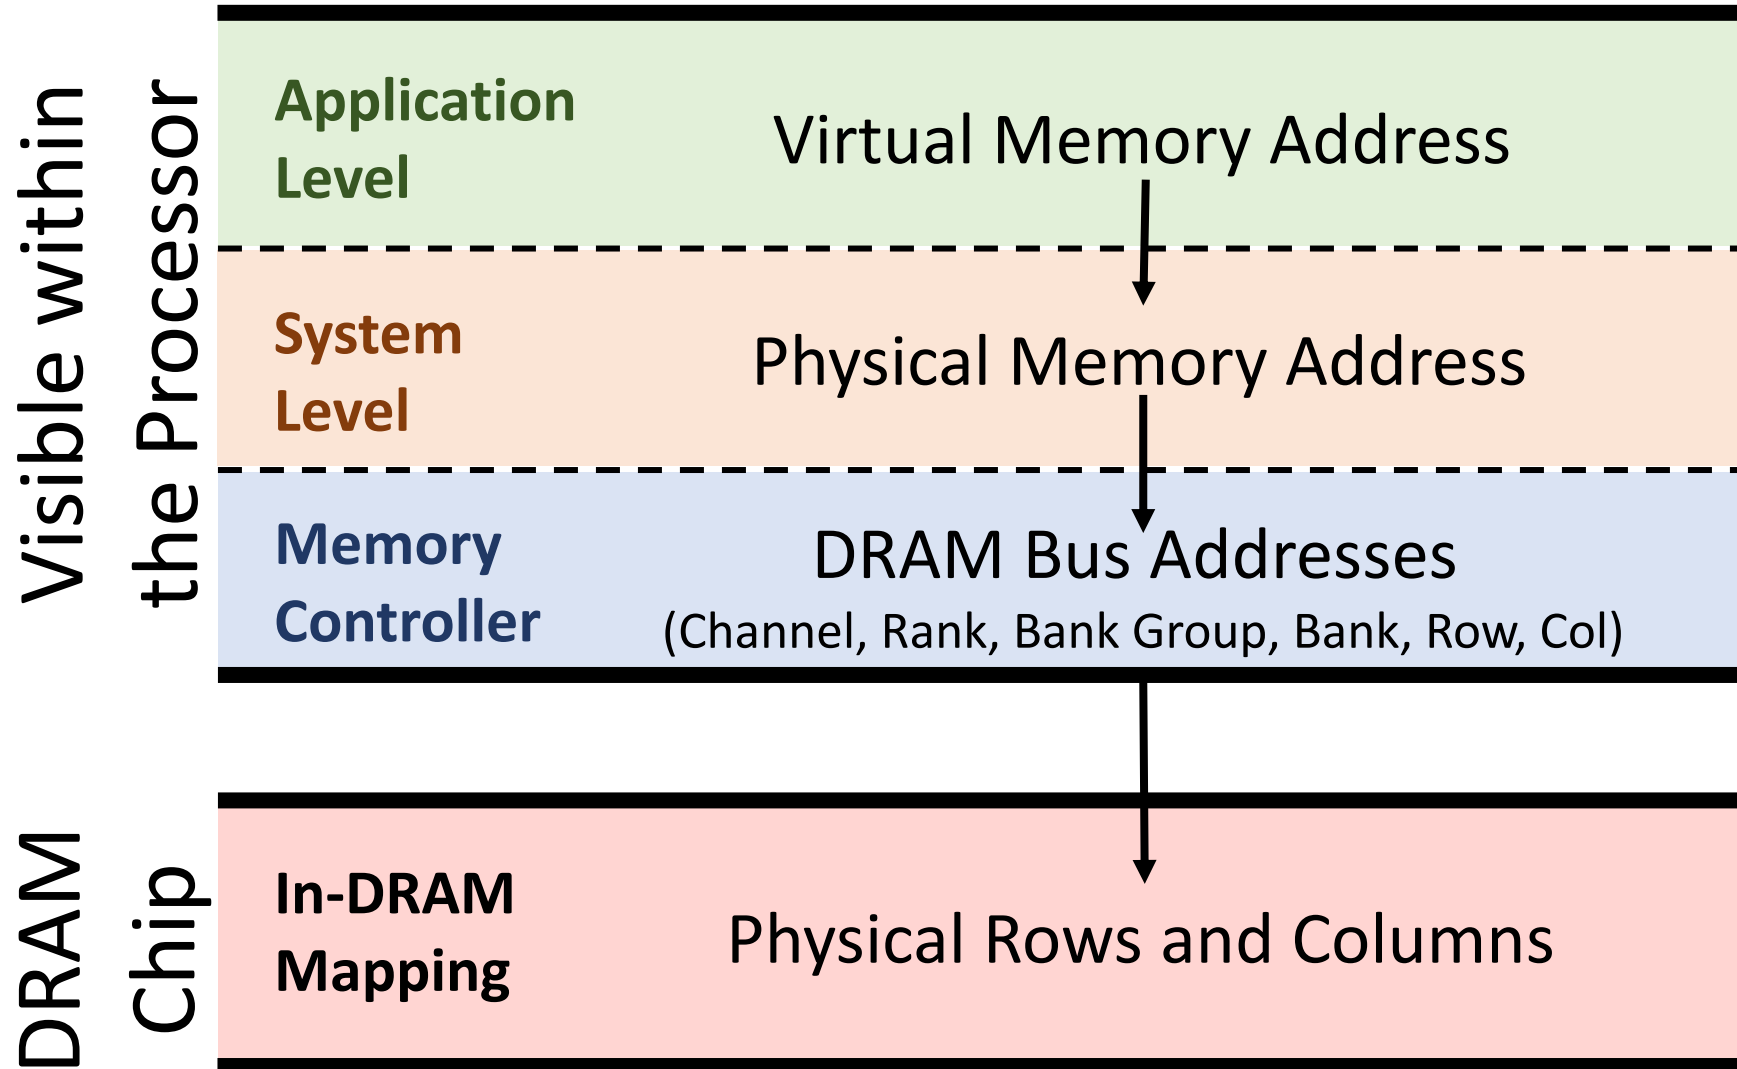 Visible within
the Processor
Application
Level
Virtual Memory Address
System
Level
Physical Memory Address
Memory
Controller
DRAM Bus Addresses
(Channel, Rank, Bank Group, Bank, Row, Col)
DRAM
Chip
In-DRAM
Mapping
Physical Rows and Columns